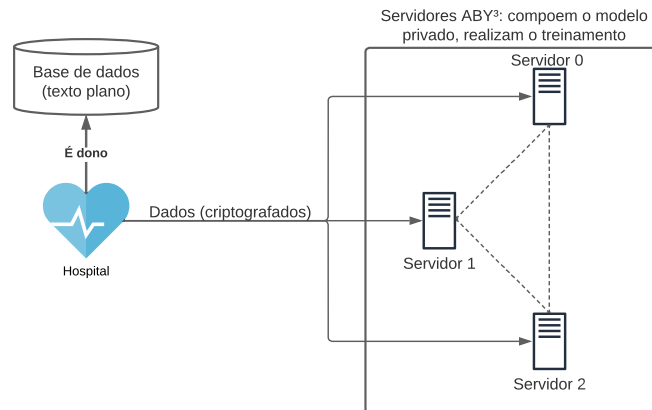 Servidores ABY³: compoem o modelo
privado, realizam o treinamento
Servidor 0
Base de dados
(texto plano)
É dono
Dados (criptografados)
Hospital
Servidor 1
Servidor 2